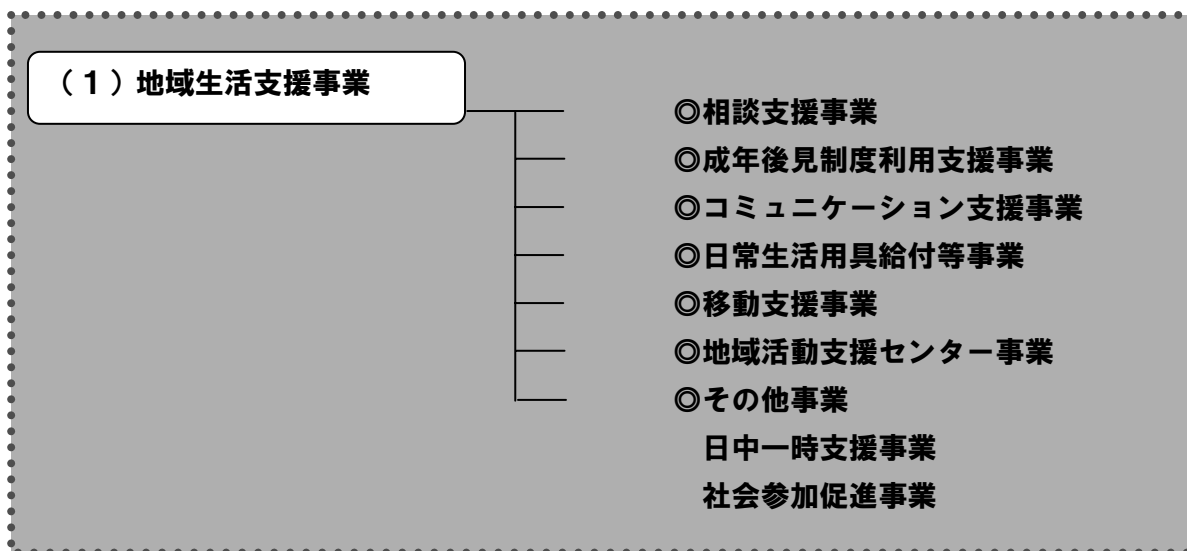 （１）地域生活支援事業
◎相談支援事業
◎成年後見制度利用支援事業
◎コミュニケーション支援事業
◎日常生活用具給付等事業
◎移動支援事業
◎地域活動支援センター事業
◎その他事業
日中一時支援事業
社会参加促進事業